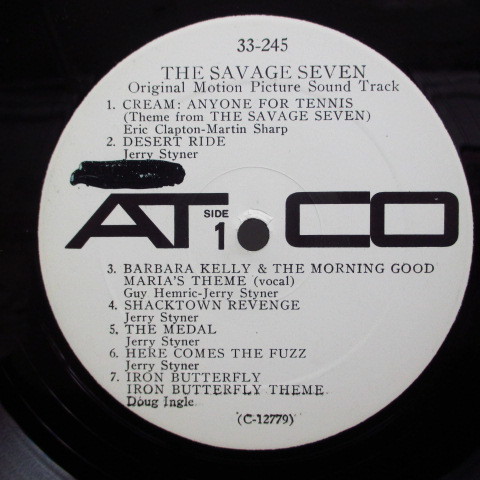 33-245
THE SAVAGE SEVEN
Original Motion Picture Sound Track
1. CREAM: ANYONE FOR TENNIS
(Theme from THE SAVAGE SEVEN)
Eric Clapton-Martin Sharp
2. DESERT RIDE
Jerry Styner
ATCO
SIDE
1
3. BARBARA KELLY & THE MORNING GOOD
MARIA'S THEME (vocal)
Guy Hemric-Jerry Styner
4. SHACKTOWN REVENGE
Jerry Styner
5. THE MEDAL
Jerry Styner
6. HERE COMES THE FUZZ
Jerry Styner
7. IRON BUTTERFLY
IRON BUTTERFLY THEME
Doug Ingle
(C-12779)